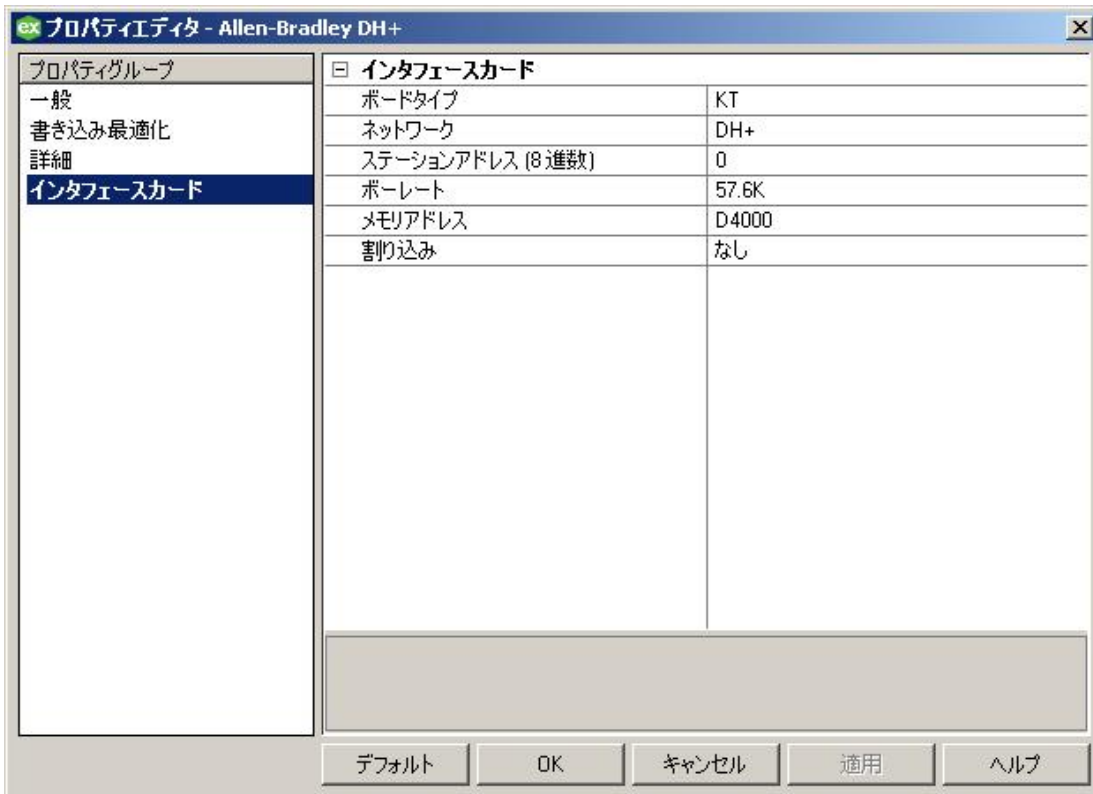 ex プロパティエディタ - Allen-Bradley DH+
プロパティグループ
一般
書き込み最適化
詳細
インタフェースカード
インタフェースカード
ボードタイプ KT
ネットワーク DH+
ステーションアドレス (8 進数) 0
ボーレート 57.6K
メモリアドレス D4000
割り込み なし
デフォルト OK キャンセル 適用 ヘルプ